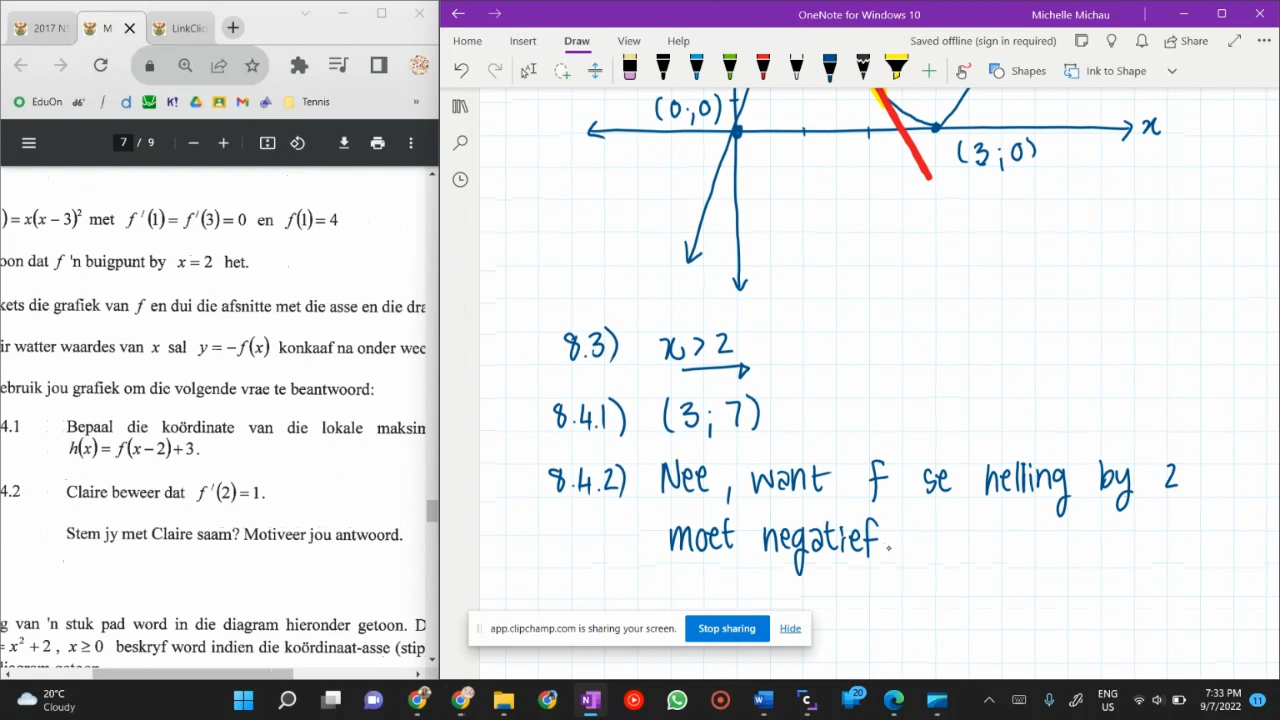 2017 NS
M
LinkClic
OneNote for Windows 10
Michelle Michau
Home Insert Draw View Help
Saved offline (sign in required)
Share
Shapes
Ink to Shape
EduOn
Tennis
7 / 9
) = x(x − 3)² met f ′(1) = f ′(3) = 0 en f(1) = 4
oon dat f 'n buigpunt by x = 2 het.
kets die grafiek van f en dui die afsnitte met die asse en die dra
ir watter waardes van x sal y = −f(x) konkaaf na onder wee
ebruik jou grafiek om die volgende vrae te beantwoord:
4.1 Bepaal die koördinate van die lokale maksim
h(x) = f(x − 2) + 3.
4.2 Claire beweer dat f ′(2) = 1.
Stem jy met Claire saam? Motiveer jou antwoord.
g van 'n stuk pad word in die diagram hieronder getoon. D
= x² + 2 , x ≥ 0 beskryf word indien die koördinaat-asse (stip
diagram getoon
(0;0)
x
(3;0)
8.3) x > 2
8.4.1) (3;7)
8.4.2) Nee, want f se helling by 2
moet negatief
app.clipchamp.com is sharing your screen. Stop sharing Hide
20°C
Cloudy
20
ENG
US
7:33 PM
9/7/2022
11